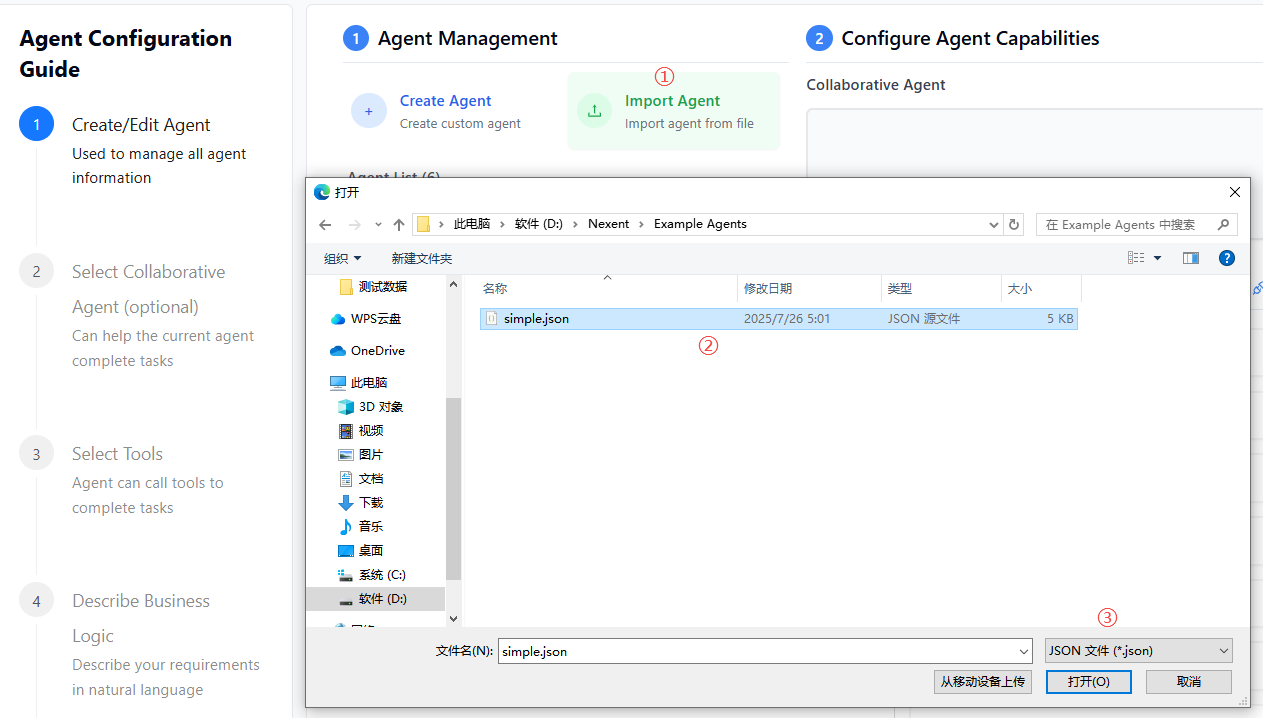 Agent Configuration
Guide
1
Create/Edit Agent
Used to manage all agent
information
2
Select Collaborative
Agent (optional)
Can help the current agent
complete tasks
3
Select Tools
Agent can call tools to
complete tasks
4
Describe Business
Logic
Describe your requirements
in natural language
1 Agent Management
①
+
Create Agent
Create custom agent
Import Agent
Import agent from file
Agent List (6)
2 Configure Agent Capabilities
Collaborative Agent
打开
此电脑 › 软件 (D:) › Nexent › Example Agents
在 Example Agents 中搜索
组织 新建文件夹
?
测试数据
WPS云盘
OneDrive
此电脑
3D 对象
视频
图片
文档
下载
音乐
桌面
系统 (C:)
软件 (D:)
名称 修改日期 类型 大小
simple.json 2025/7/26 5:01 JSON 源文件 5 KB
②
③
文件名(N): simple.json JSON 文件 (*.json)
从移动设备上传 打开(O) 取消